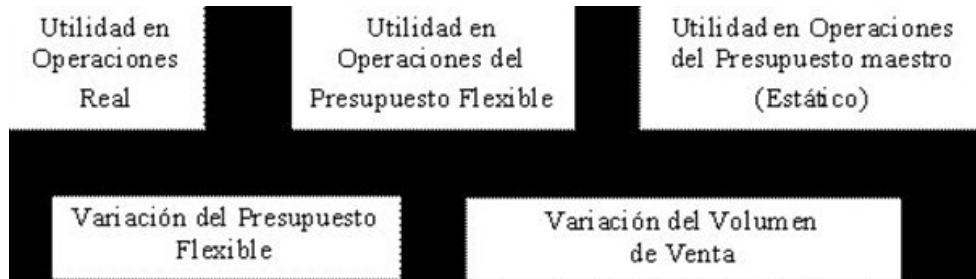 Utilidad en
Operaciones
Real
Utilidad en
Operaciones del
Presupuesto Flexible
Utilidad en Operaciones
del Presupuesto maestro
(Estático)
Variación del Presupuesto
Flexible
Variación del Volumen
de Venta